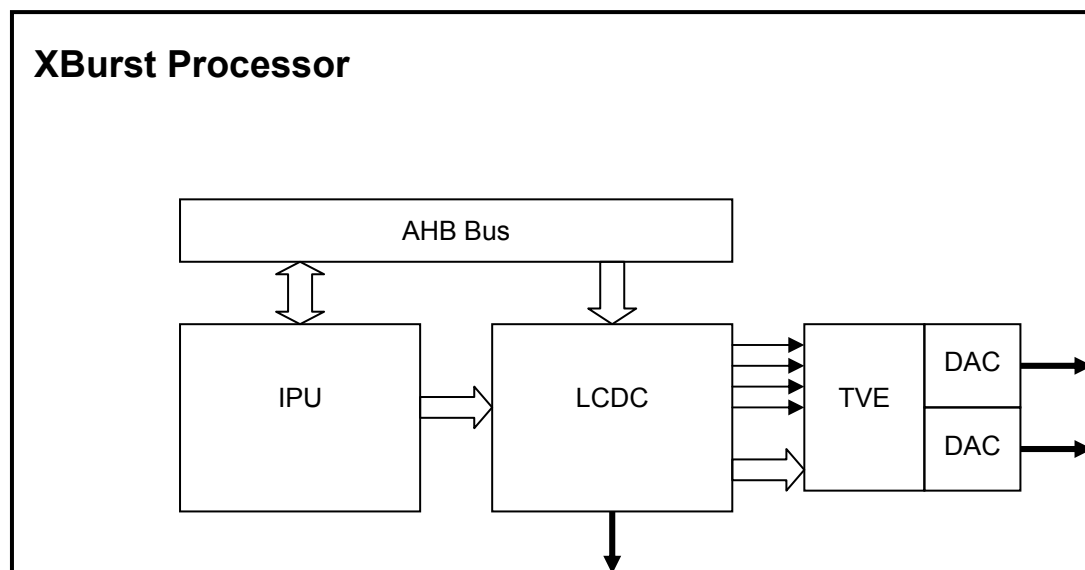 XBurst Processor
AHB Bus
IPU
LCDC
TVE
DAC
DAC